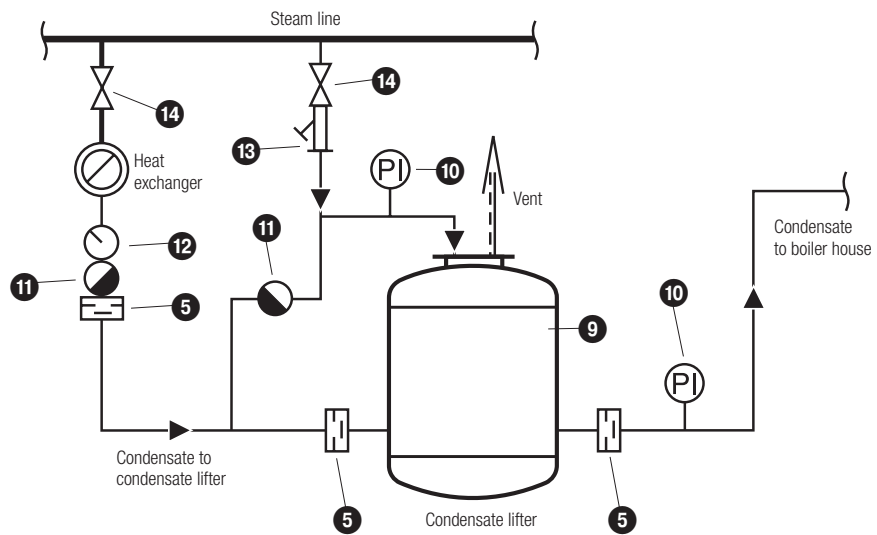 Steam line
14
14
Heat
exchanger
13
PI
10
Vent
Condensate
to boiler house
12
11
11
5
10
9
PI
Condensate to
condensate lifter
5
Condensate lifter
5